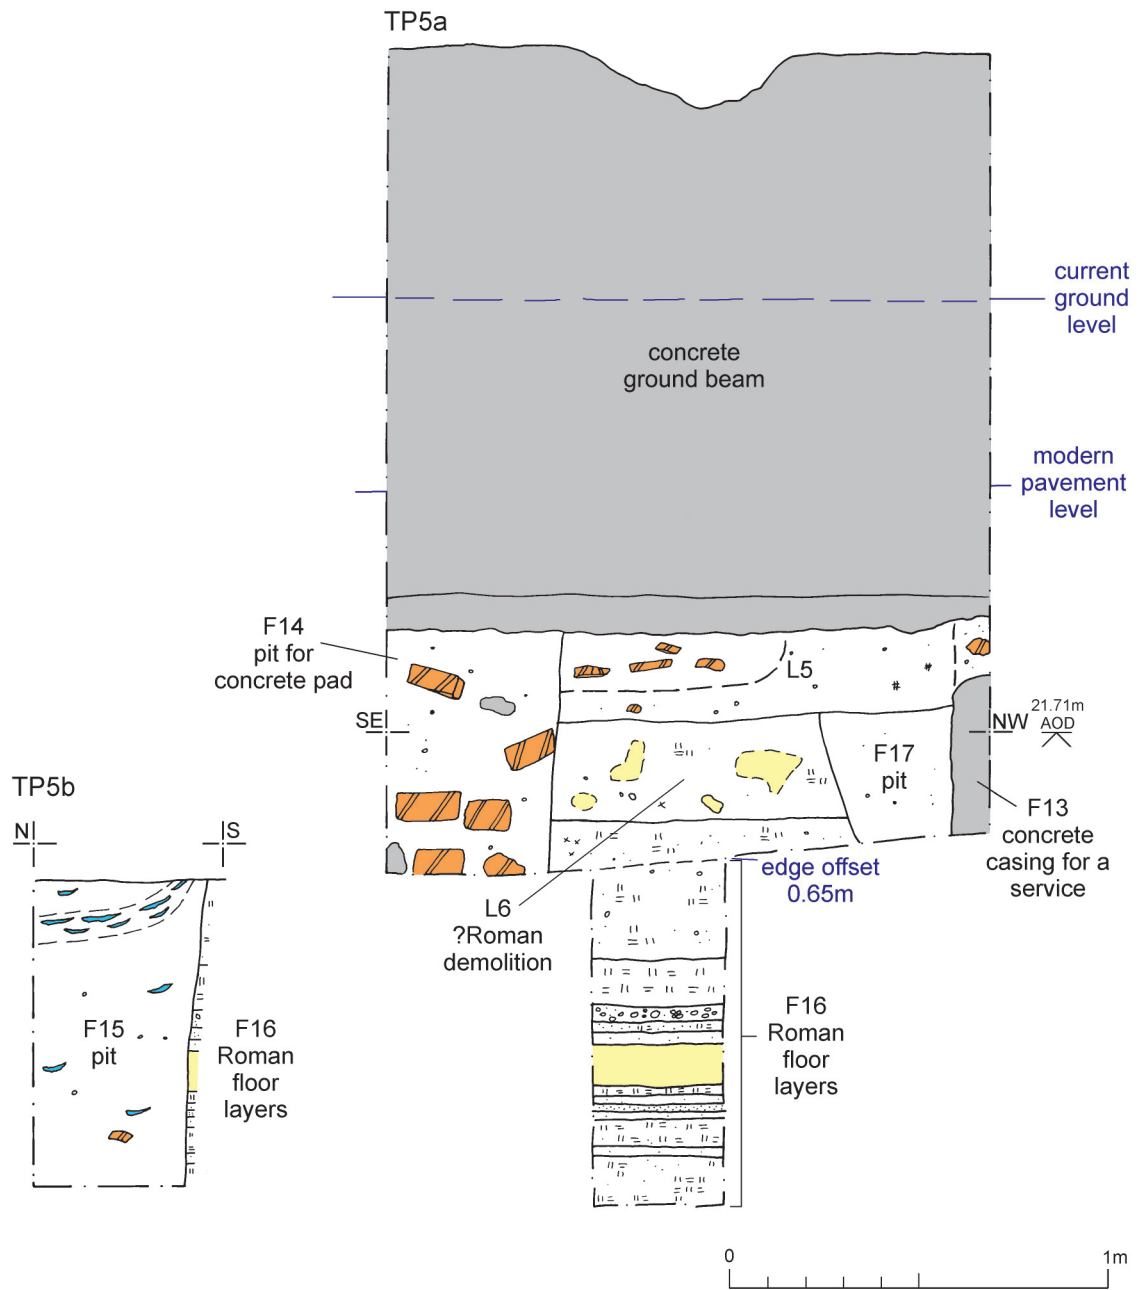 TP5a
current
ground
level
concrete
ground beam
modern
pavement
level
F14
pit for
concrete pad
L5
SE
NW
21.71m
AOD
F17
pit
TP5b
N
S
F13
concrete
casing for a
service
edge offset
0.65m
L6
?Roman
demolition
F15
pit
F16
Roman
floor
layers
F16
Roman
floor
layers
0
1m